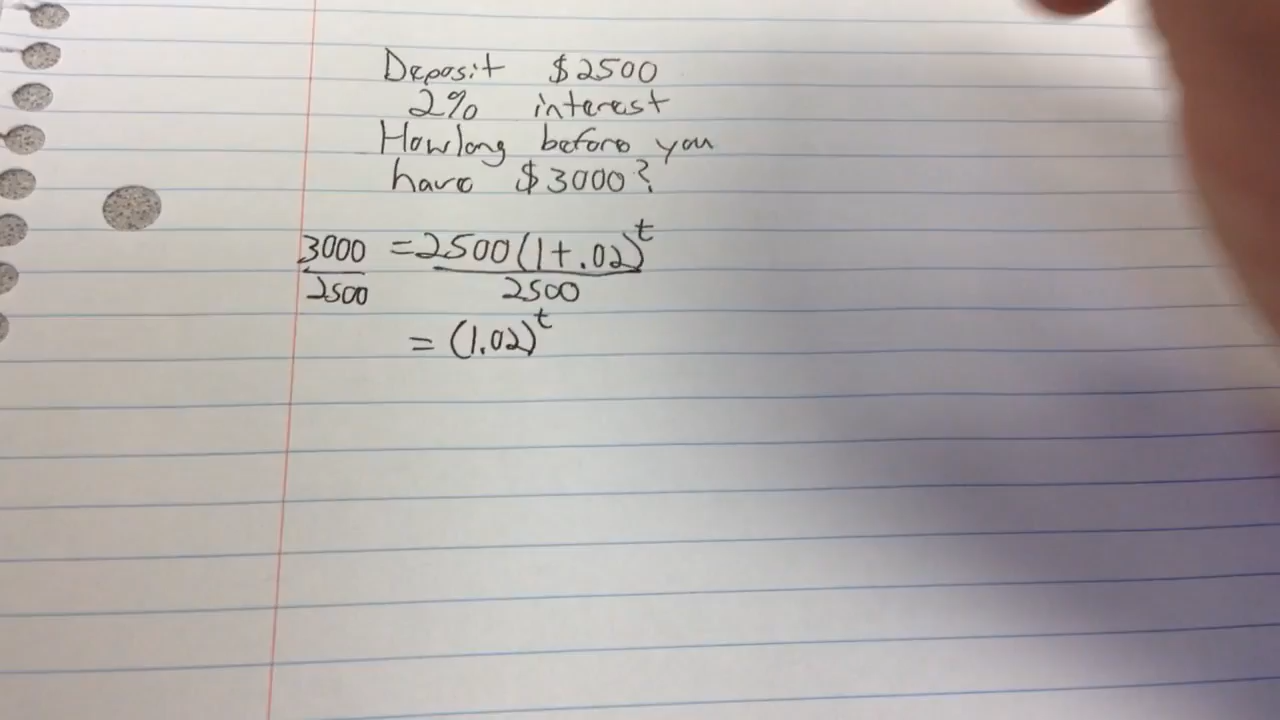 Deposit $2500
2% interest
How long before you
have $3000?
3000 = 2500(1+.02)^t
2500 2500
= (1.02)^t